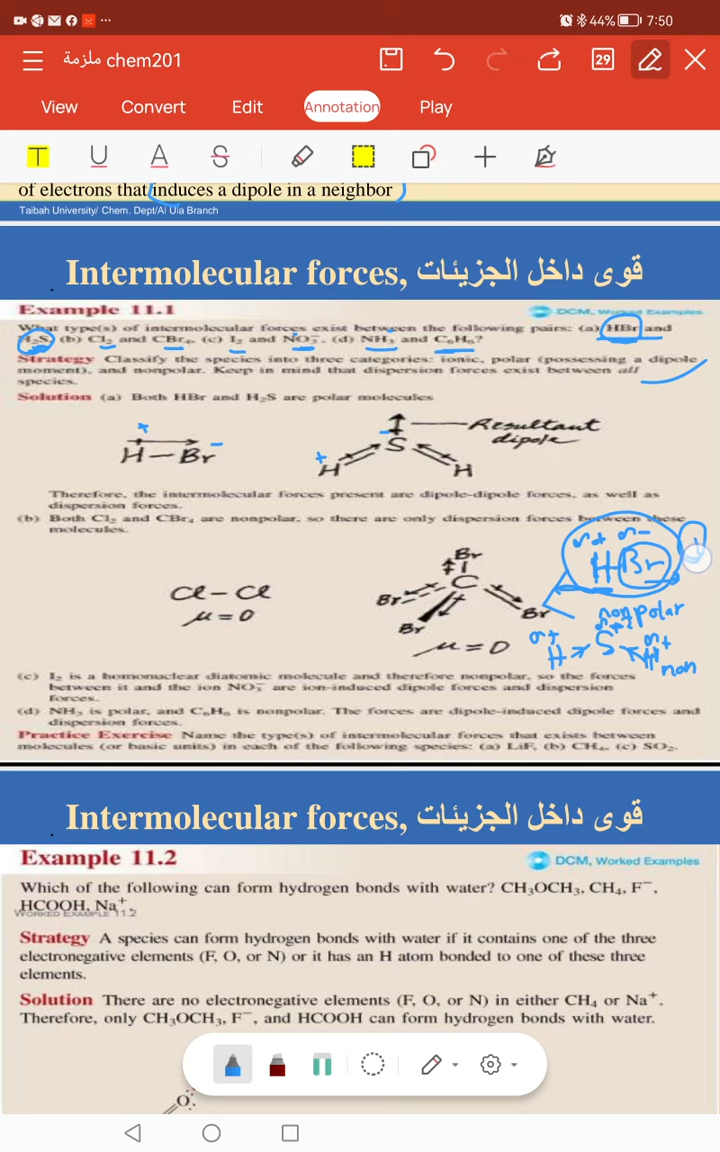 44% 7:50
ملزمة chem201
29
View Convert Edit Annotation Play
T U A S
of electrons that induces a dipole in a neighbor
Taibah University/ Chem. Dept/Al Ula Branch
Intermolecular forces, قوى داخل الجزيئات
Example 11.1
DCM, Worked Examples
What type(s) of intermolecular forces exist between the following pairs: (a) HBr and
H₂S, (b) Cl₂ and CBr₄, (c) I₂ and NO₃⁻, (d) NH₃ and C₆H₆?
Strategy Classify the species into three categories: ionic, polar (possessing a dipole
moment), and nonpolar. Keep in mind that dispersion forces exist between all
species.
Solution (a) Both HBr and H₂S are polar molecules
+
H – Br –
– S
+ H H
Resultant
dipole
Therefore, the intermolecular forces present are dipole-dipole forces, as well as
dispersion forces.
(b) Both Cl₂ and CBr₄ are nonpolar, so there are only dispersion forces between these
molecules.
Cl – Cl
μ = 0
Br
C
Br
Br
Br
μ = 0
σ+ σ-
HBr
nonpolar
σ+ σ+
H S H
non
(c) I₂ is a homonuclear diatomic molecule and therefore nonpolar, so the forces
between it and the ion NO₃⁻ are ion-induced dipole forces and dispersion
forces.
(d) NH₃ is polar, and C₆H₆ is nonpolar. The forces are dipole-induced dipole forces and
dispersion forces.
Practice Exercise Name the type(s) of intermolecular forces that exists between
molecules (or basic units) in each of the following species: (a) LiF, (b) CH₄, (c) SO₂.
Intermolecular forces, قوى داخل الجزيئات
Example 11.2
DCM, Worked Examples
Which of the following can form hydrogen bonds with water? CH₃OCH₃, CH₄, F⁻,
HCOOH, Na⁺.
WORKED EXAMPLE 11.2
Strategy A species can form hydrogen bonds with water if it contains one of the three
electronegative elements (F, O, or N) or it has an H atom bonded to one of these three
elements.
Solution There are no electronegative elements (F, O, or N) in either CH₄ or Na⁺.
Therefore, only CH₃OCH₃, F⁻, and HCOOH can form hydrogen bonds with water.
O